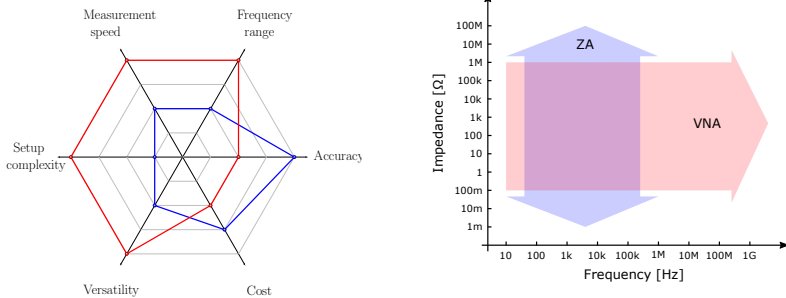 Measurement
speed
Frequency
range
Setup
complexity
Accuracy
Versatility
Cost
Impedance [Ω]
100M
10M
1M
100k
10k
1k
100
10
1
100m
10m
1m
ZA
VNA
10 100 1k 10k 100k 1M 10M 100M 1G
Frequency [Hz]